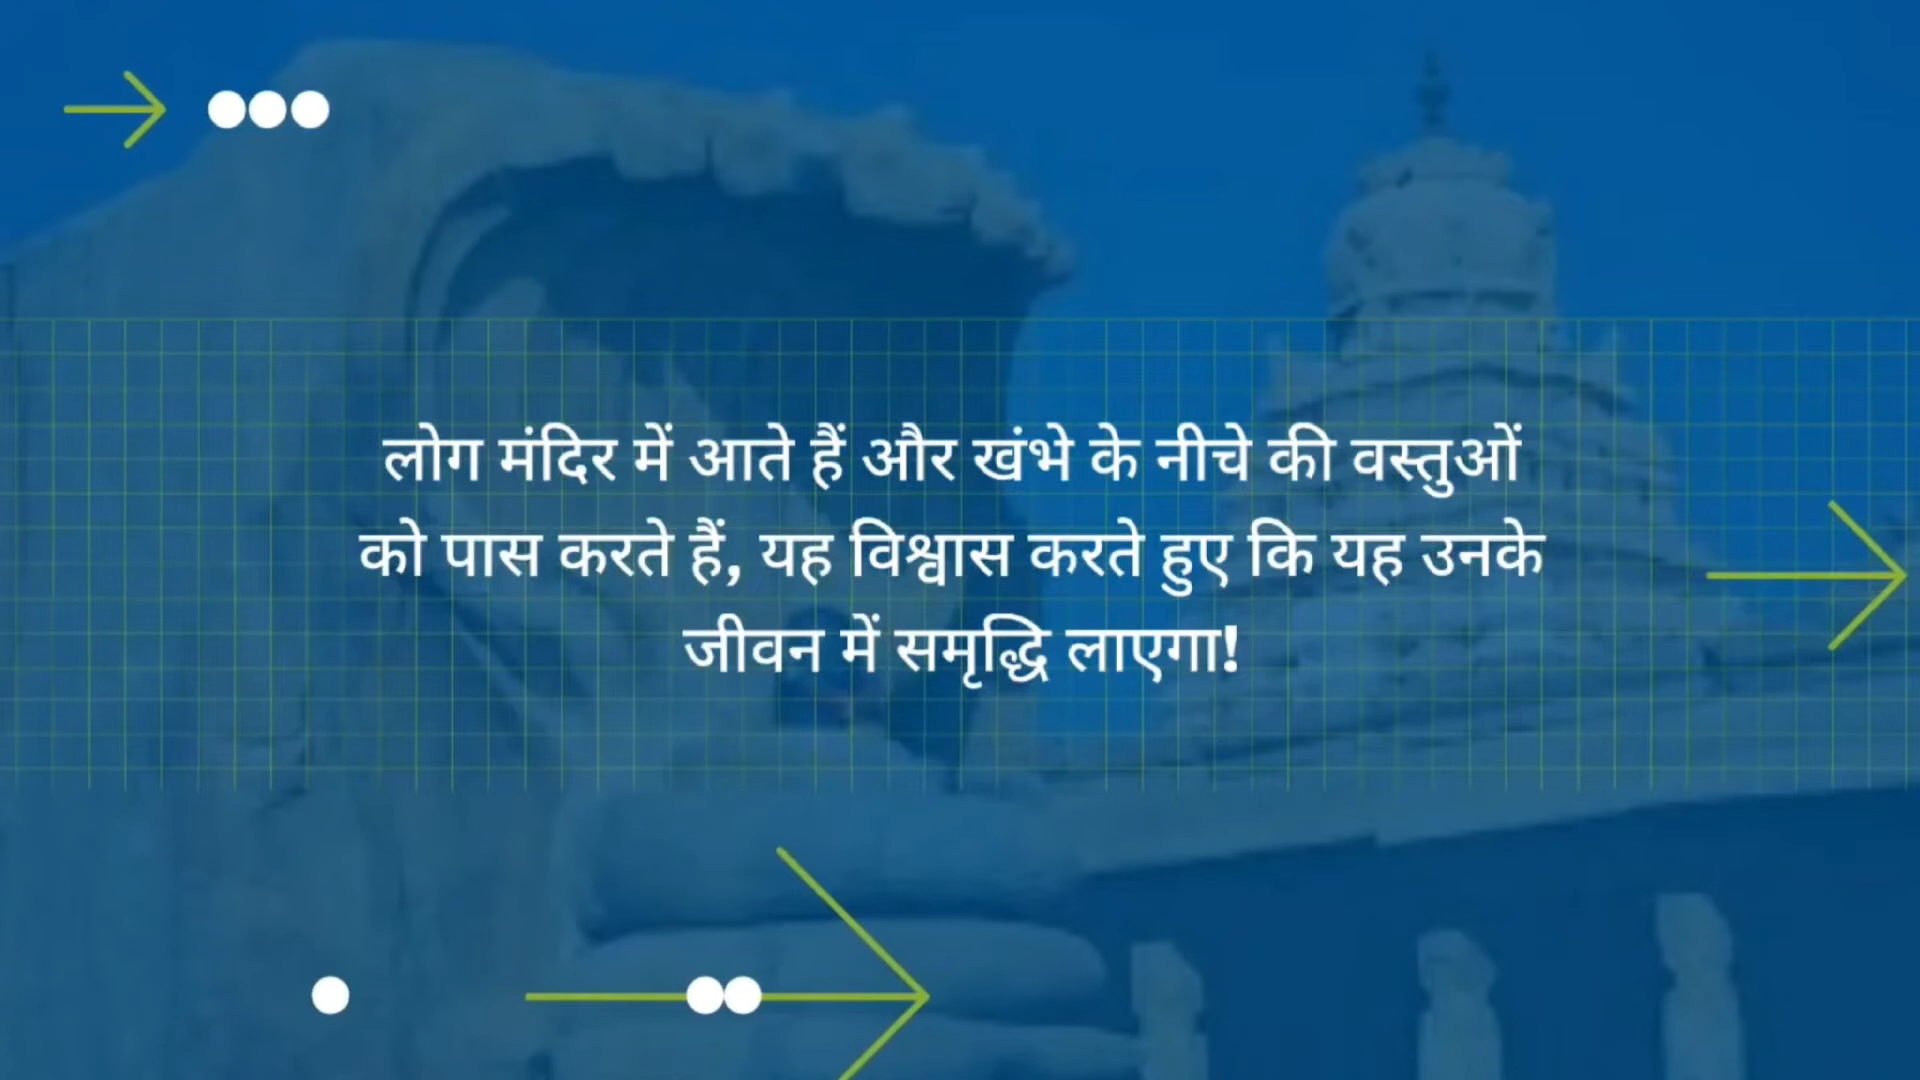 लोग मंदिर में आते हैं और खंभे के नीचे की वस्तुओं
को पास करते हैं, यह विश्वास करते हुए कि यह उनके
जीवन में समृद्धि लाएगा!